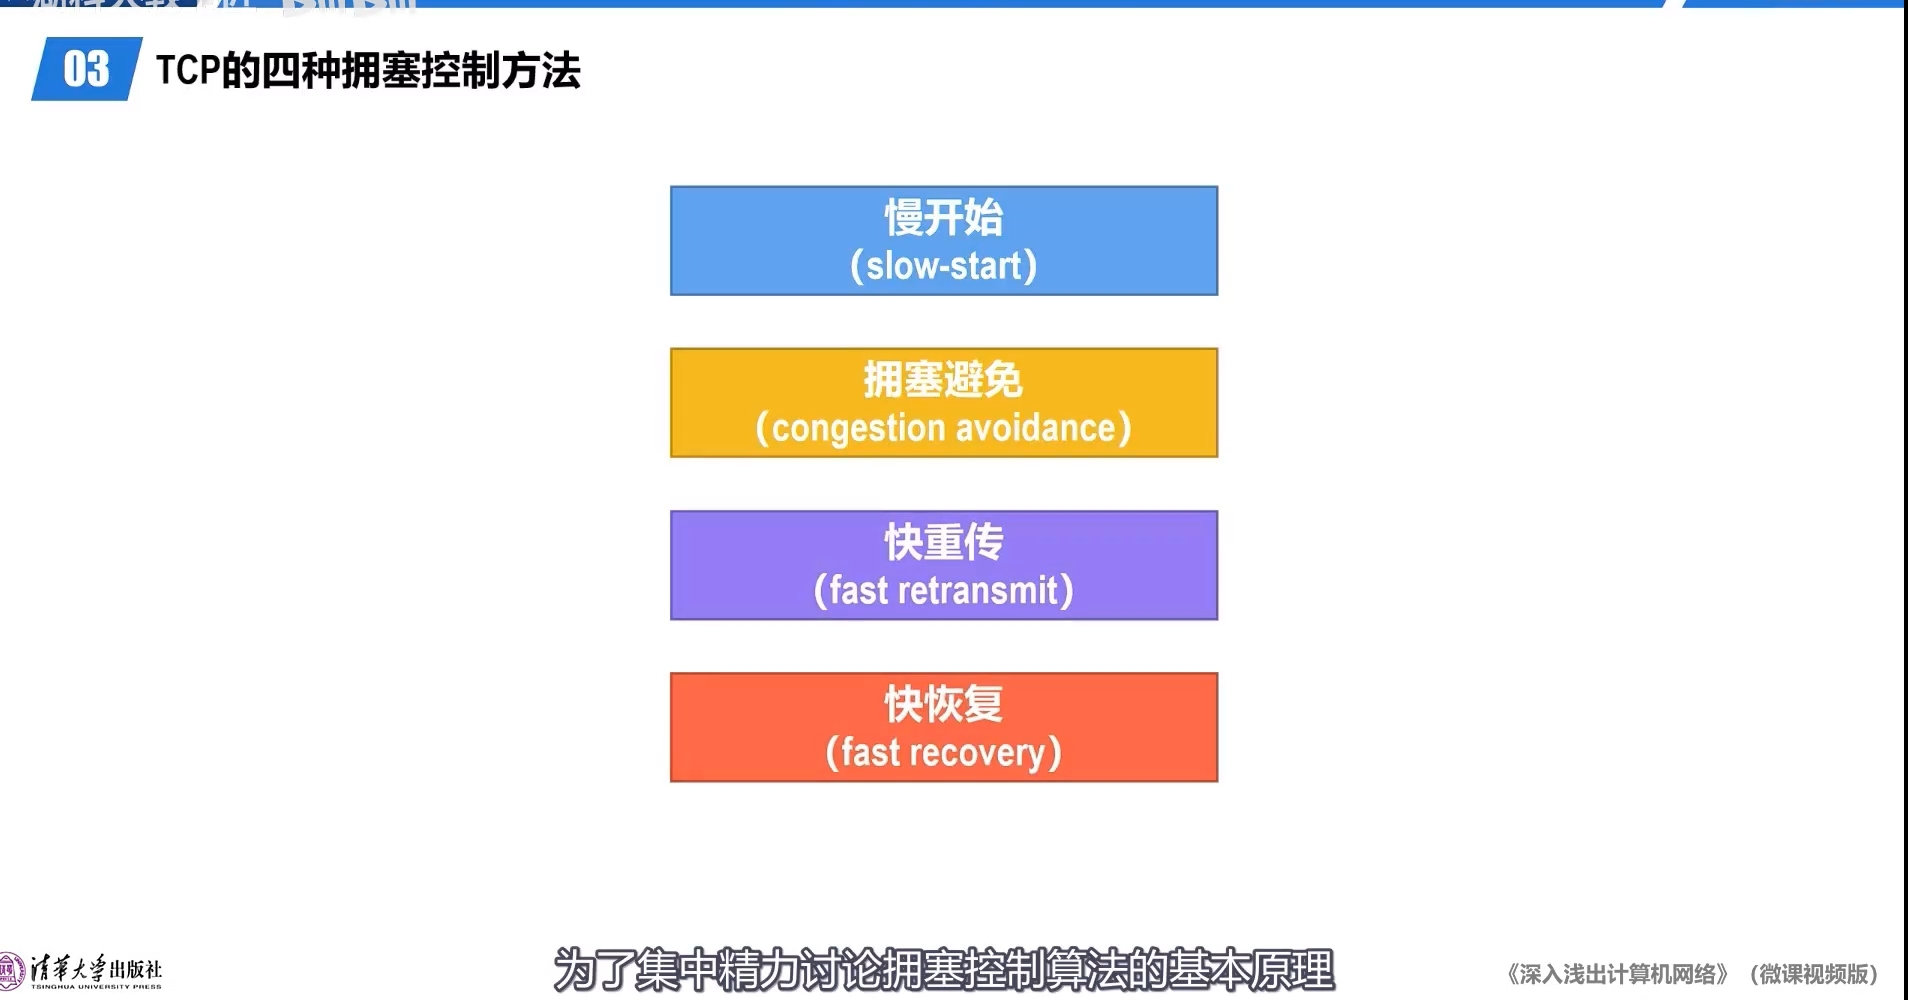 03
TCP的四种拥塞控制方法
慢开始
(slow-start)
拥塞避免
(congestion avoidance)
快重传
(fast retransmit)
快恢复
(fast recovery)
为了集中精力讨论拥塞控制算法的基本原理
清华大学出版社
TSINGHUA UNIVERSITY PRESS
《深入浅出计算机网络》（微课视频版）